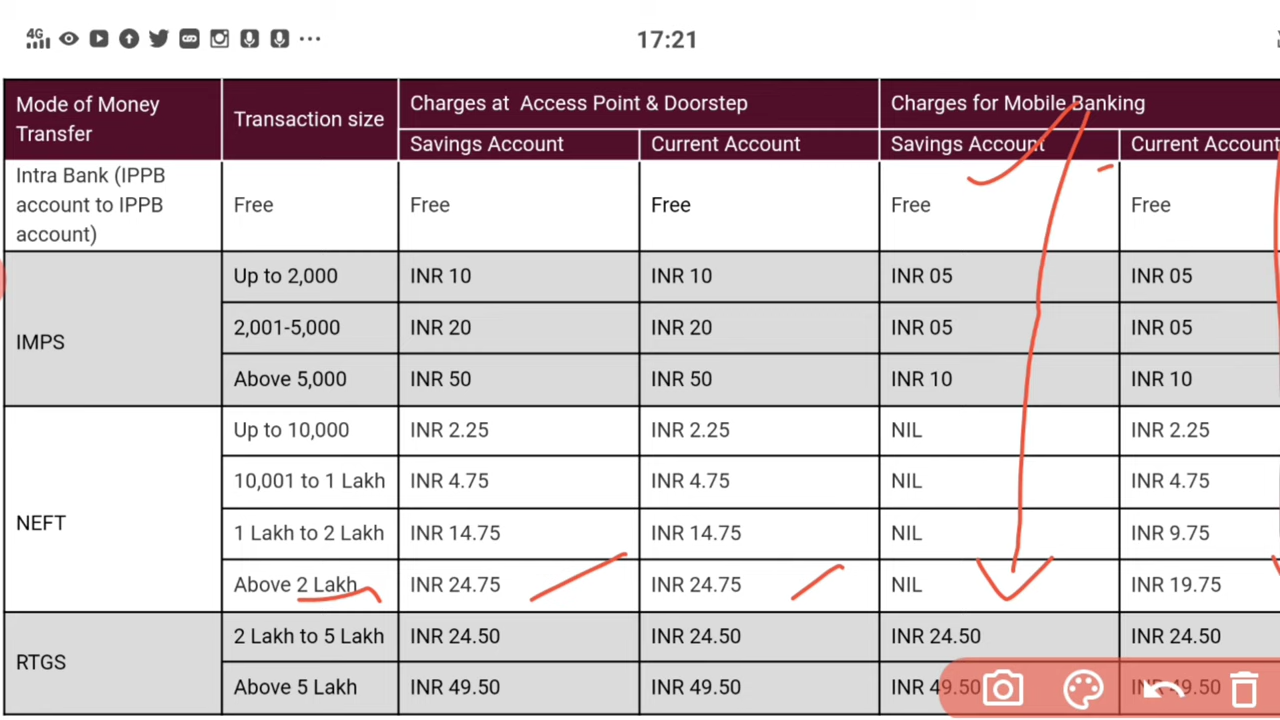 4G 17:21
Mode of Money Transfer Transaction size Charges at Access Point & Doorstep Charges for Mobile Banking
Savings Account Current Account Savings Account Current Account
Intra Bank (IPPB account to IPPB account) Free Free Free Free Free
IMPS Up to 2,000 INR 10 INR 10 INR 05 INR 05
2,001-5,000 INR 20 INR 20 INR 05 INR 05
Above 5,000 INR 50 INR 50 INR 10 INR 10
NEFT Up to 10,000 INR 2.25 INR 2.25 NIL INR 2.25
10,001 to 1 Lakh INR 4.75 INR 4.75 NIL INR 4.75
1 Lakh to 2 Lakh INR 14.75 INR 14.75 NIL INR 9.75
Above 2 Lakh INR 24.75 INR 24.75 NIL INR 19.75
RTGS 2 Lakh to 5 Lakh INR 24.50 INR 24.50 INR 24.50 INR 24.50
Above 5 Lakh INR 49.50 INR 49.50 INR 49.50 INR 49.50